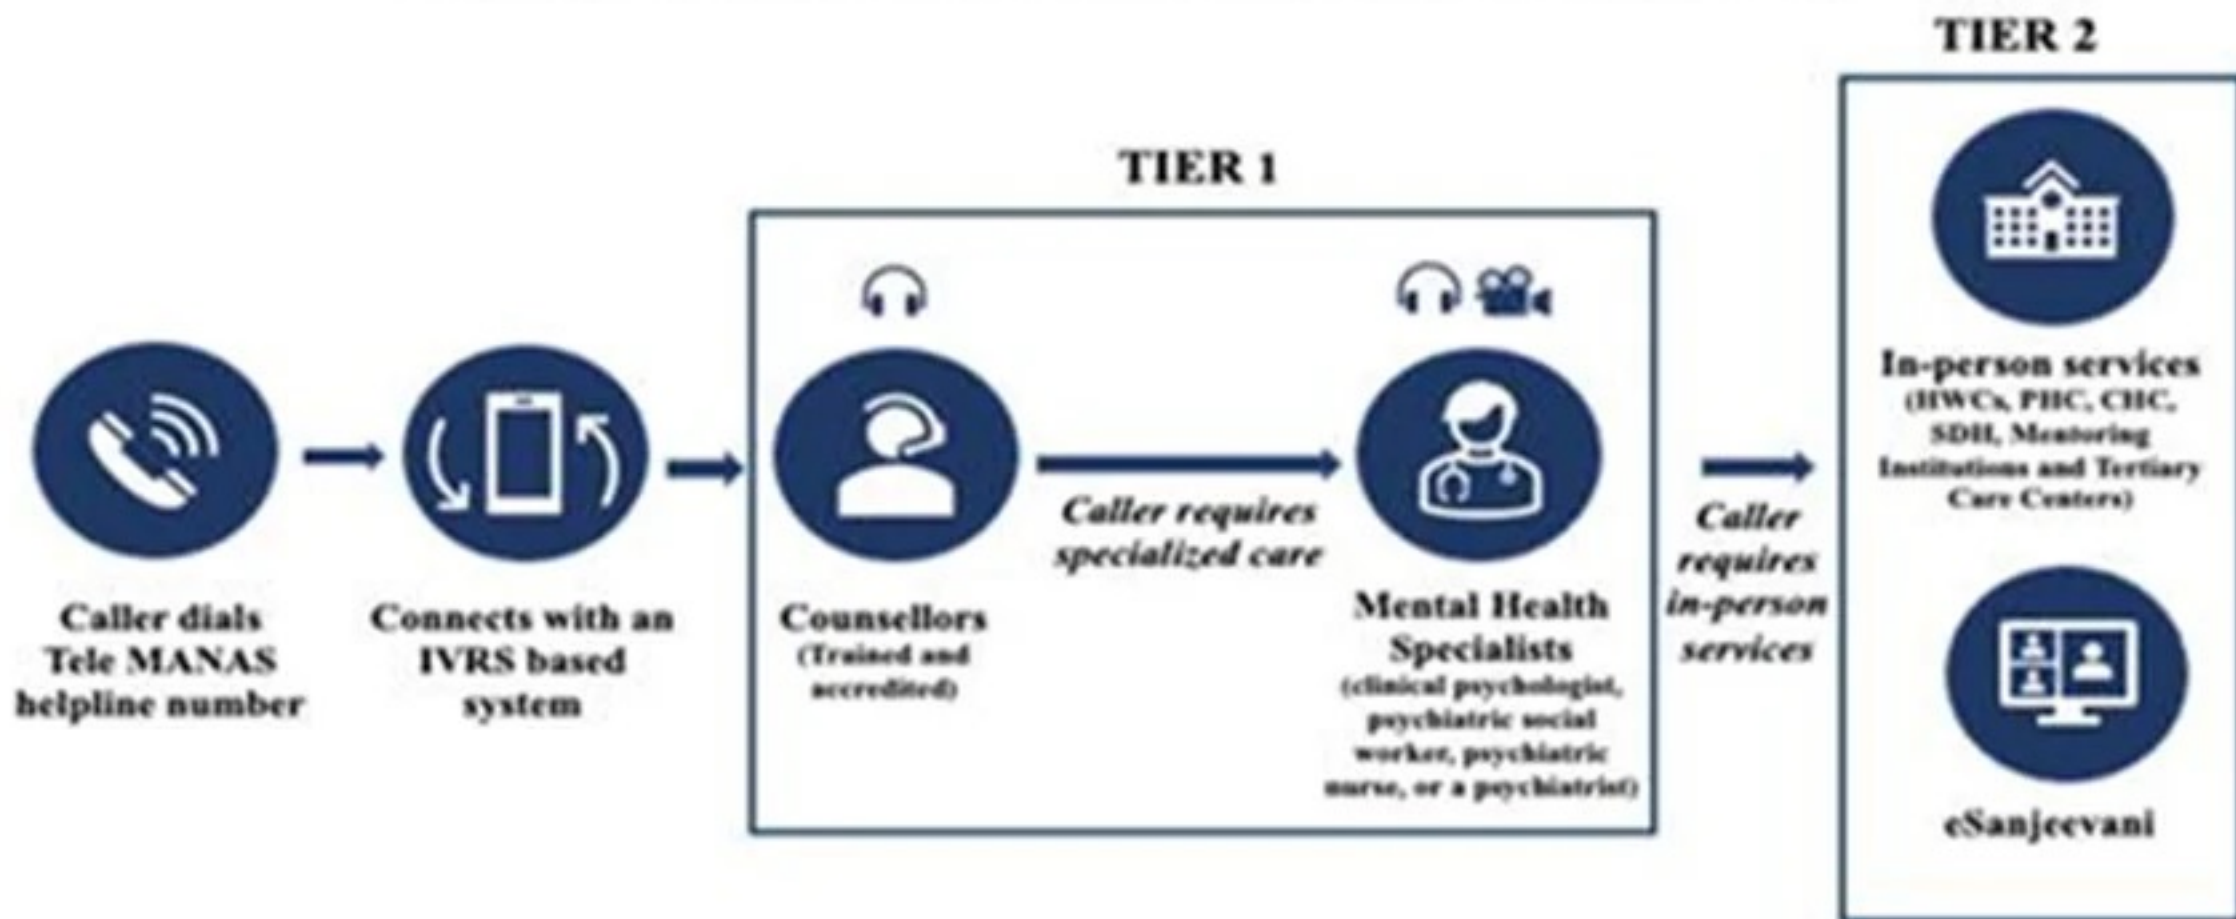 TIER 2
TIER 1
Caller dials
Tele MANAS
helpline number
Connects with an
IVRS based
system
Counsellors
(Trained and
accredited)
Caller requires
specialized care
Mental Health
Specialists
(clinical psychologist,
psychiatric social
worker, psychiatric
nurse, or a psychiatrist)
Caller
requires
in-person
services
In-person services
(HWCs, PHC, CHC,
SDH, Mentoring
Institutions and Tertiary
Care Centers)
eSanjeevani